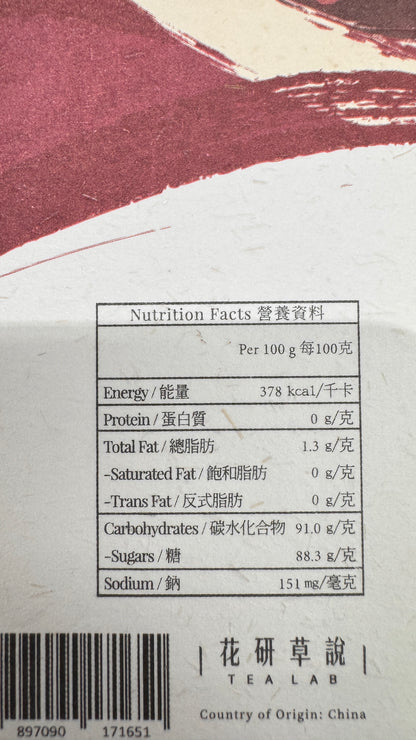 Nutrition Facts 營養資料
Per 100 g 每100克
Energy / 能量 378 kcal/千卡
Protein / 蛋白質 0 g/克
Total Fat / 總脂肪 1.3 g/克
-Saturated Fat / 飽和脂肪 0 g/克
-Trans Fat / 反式脂肪 0 g/克
Carbohydrates / 碳水化合物 91.0 g/克
-Sugars / 糖 88.3 g/克
Sodium / 鈉 151 mg/毫克
花研草說
TEA LAB
897090 171651
Country of Origin: China